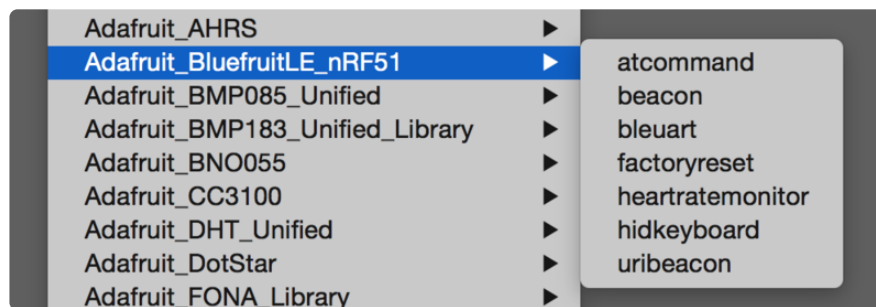 Adafruit_AHRS
Adafruit_BluefruitLE_nRF51
Adafruit_BMP085_Unified
Adafruit_BMP183_Unified_Library
Adafruit_BNO055
Adafruit_CC3100
Adafruit_DHT_Unified
Adafruit_DotStar
Adafruit_FONA_Library
atcommand
beacon
bleuart
factoryreset
heartratemonitor
hidkeyboard
uribeacon